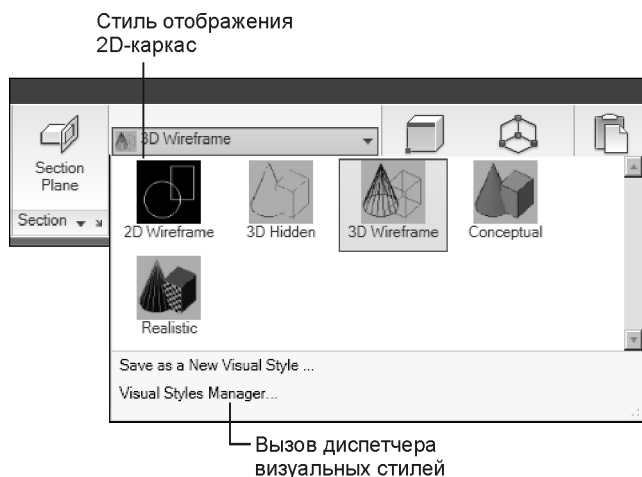 Стиль отображения
2D-каркас
3D Wireframe
Section
Plane
Section
2D Wireframe
3D Hidden
3D Wireframe
Conceptual
Realistic
Save as a New Visual Style ...
Visual Styles Manager...
Вызов диспетчера
визуальных стилей